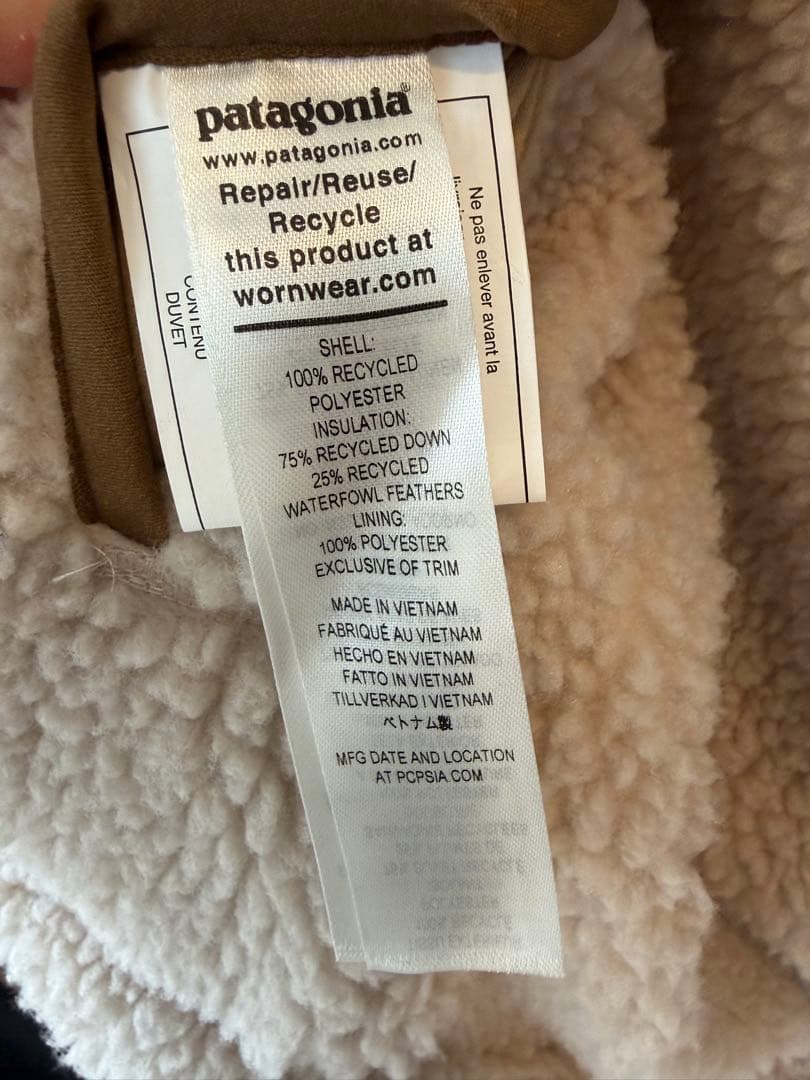 patagonia®
www.patagonia.com
Repair/Reuse/
Recycle
this product at
wornwear.com
SHELL:
100% RECYCLED
POLYESTER
INSULATION:
75% RECYCLED DOWN
25% RECYCLED
WATERFOWL FEATHERS
LINING:
100% POLYESTER
EXCLUSIVE OF TRIM
MADE IN VIETNAM
FABRIQUÉ AU VIETNAM
HECHO EN VIETNAM
FATTO IN VIETNAM
TILLVERKAD I VIETNAM
ベトナム製
MFG DATE AND LOCATION
AT PCPSIA.COM
Ne pas enlever avant la
CONTENU
DUVET